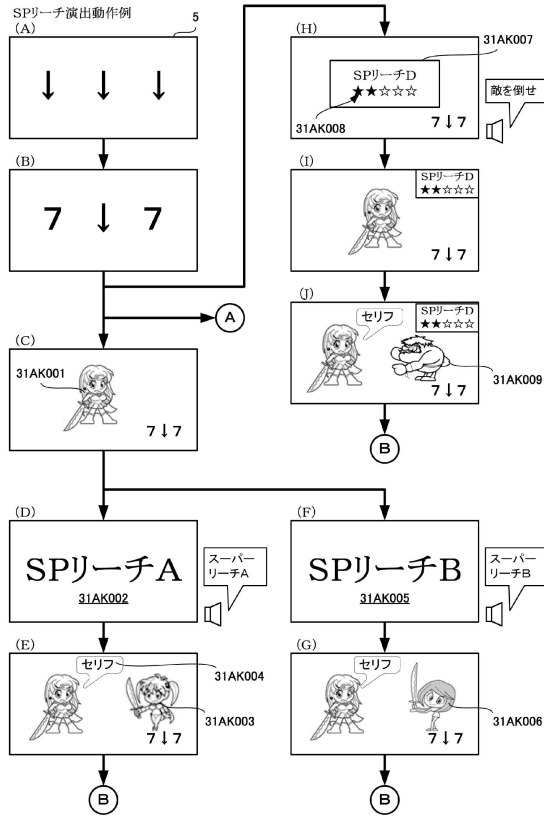 SPリーチ演出動作例
(A)
5
↓ ↓ ↓
(B)
7 ↓ 7
A
(C)
31AK001
7↓7
(D)
SPリーチA
31AK002
スーパー
リーチA
(E)
セリフ
31AK004
31AK003
7↓7
B
(F)
SPリーチB
31AK005
スーパー
リーチB
(G)
セリフ
31AK006
7↓7
B
(H)
31AK007
SPリーチD
★★☆☆☆
31AK008
7↓7
敵を倒せ
(I)
SPリーチD
★★☆☆☆
7↓7
(J)
セリフ
SPリーチD
★★☆☆☆
31AK009
7↓7
B